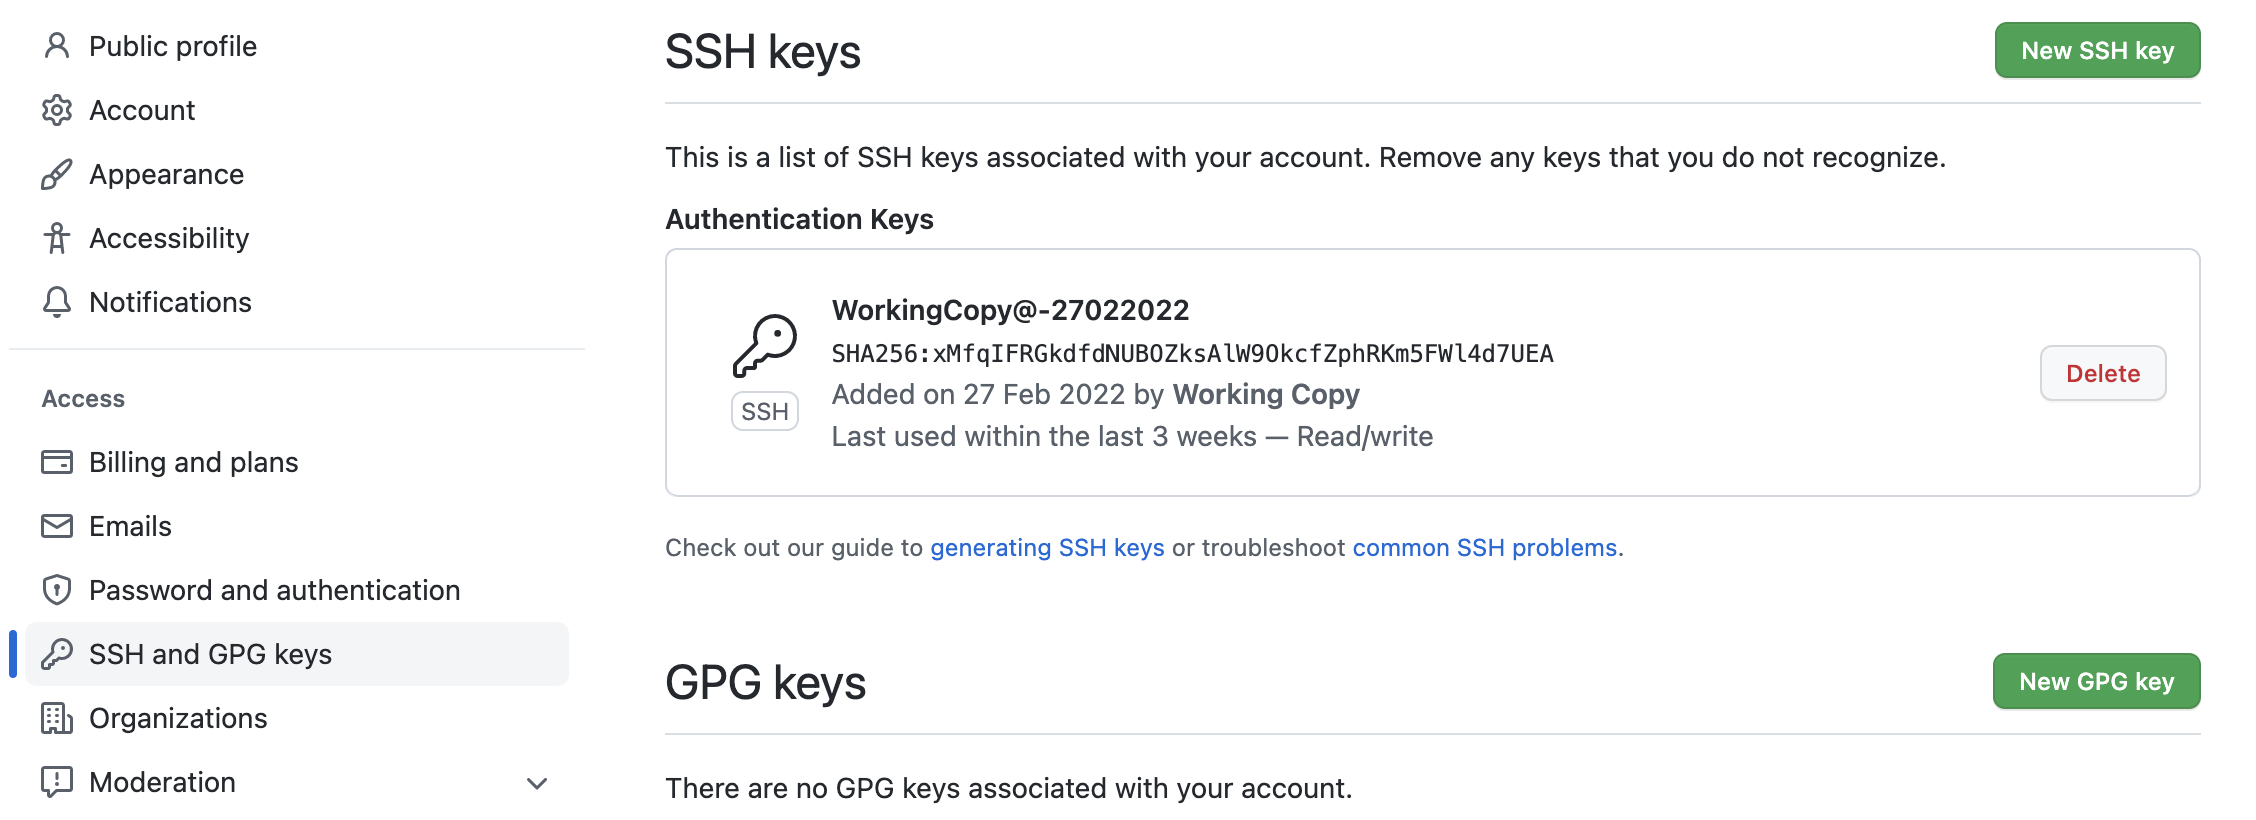 Public profile
Account
Appearance
Accessibility
Notifications
Access
Billing and plans
Emails
Password and authentication
SSH and GPG keys
Organizations
Moderation
SSH keys
New SSH key
This is a list of SSH keys associated with your account. Remove any keys that you do not recognize.
Authentication Keys
WorkingCopy@-27022022
SHA256:xMfqIFRGkdfdNUBOZksAlW9OkcfZphRKm5FWl4d7UEA
Added on 27 Feb 2022 by Working Copy
Last used within the last 3 weeks — Read/write
SSH
Delete
Check out our guide to generating SSH keys or troubleshoot common SSH problems.
GPG keys
New GPG key
There are no GPG keys associated with your account.